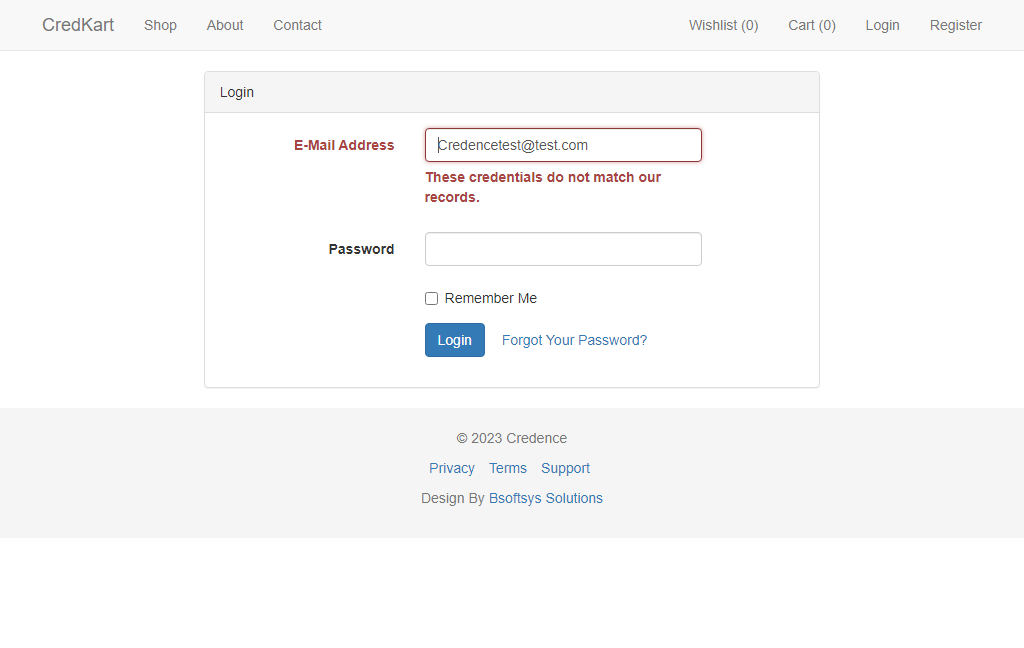 CredKart Shop About Contact Wishlist (0) Cart (0) Login Register
Login
E-Mail Address Credencetest@test.com
These credentials do not match our
records.
Password
Remember Me
Login Forgot Your Password?
© 2023 Credence
Privacy Terms Support
Design By Bsoftsys Solutions